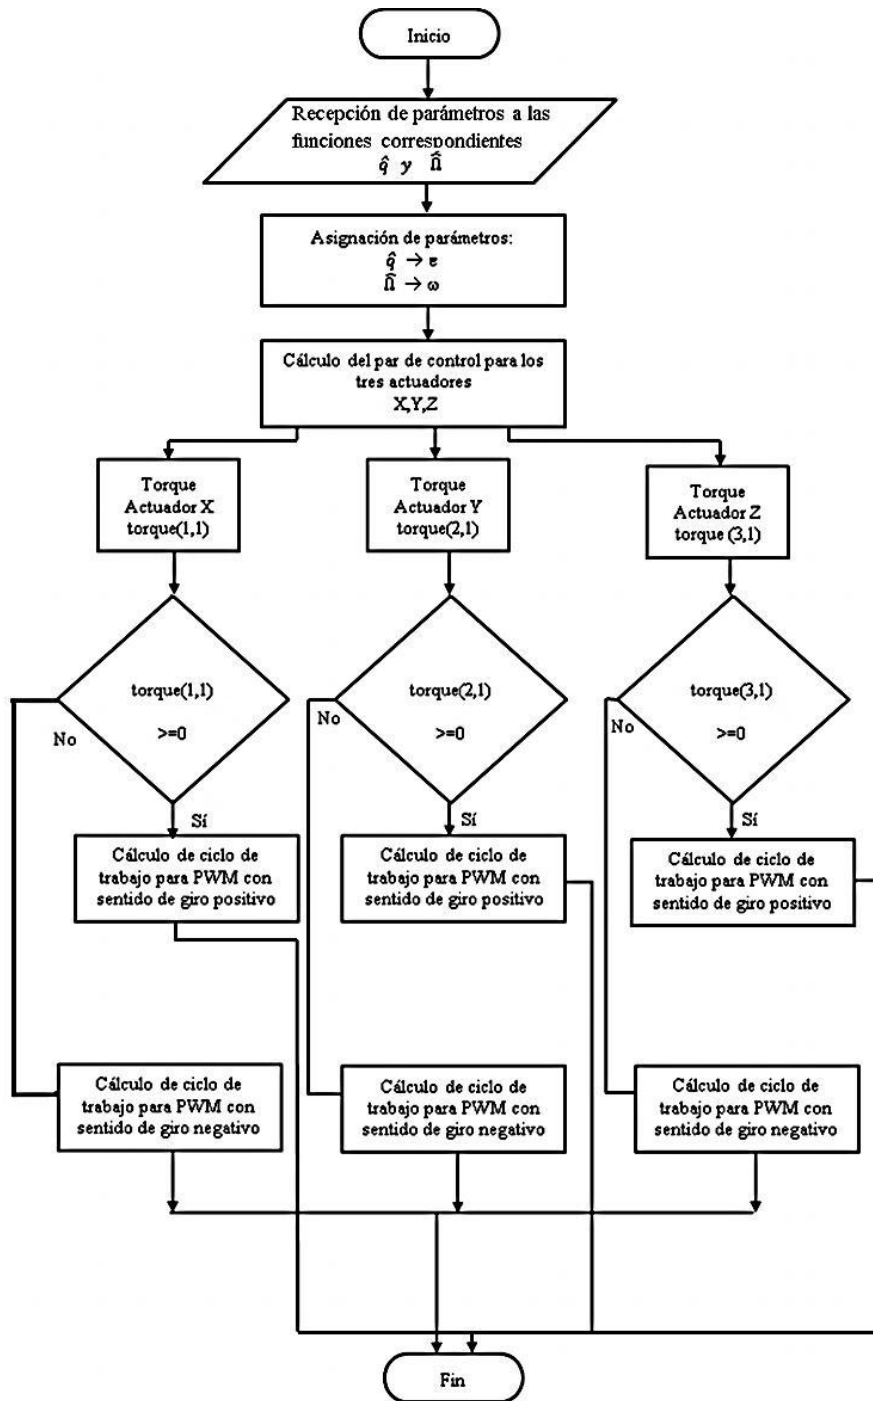 Inicio
Recepción de parámetros a las
funciones correspondientes
q̂ y Ω̂
Asignación de parámetros:
q̂ → e
Ω̂ → ω
Cálculo del par de control para los
tres actuadores
X,Y,Z
Torque
Actuador X
torque(1,1)
Torque
Actuador Y
torque(2,1)
Torque
Actuador Z
torque (3,1)
torque(1,1)
>=0
No
Sí
torque(2,1)
>=0
No
Sí
torque(3,1)
>=0
No
Sí
Cálculo de ciclo de
trabajo para PWM con
sentido de giro positivo
Cálculo de ciclo de
trabajo para PWM con
sentido de giro positivo
Cálculo de ciclo de
trabajo para PWM con
sentido de giro positivo
Cálculo de ciclo de
trabajo para PWM con
sentido de giro negativo
Cálculo de ciclo de
trabajo para PWM con
sentido de giro negativo
Cálculo de ciclo de
trabajo para PWM con
sentido de giro negativo
Fin